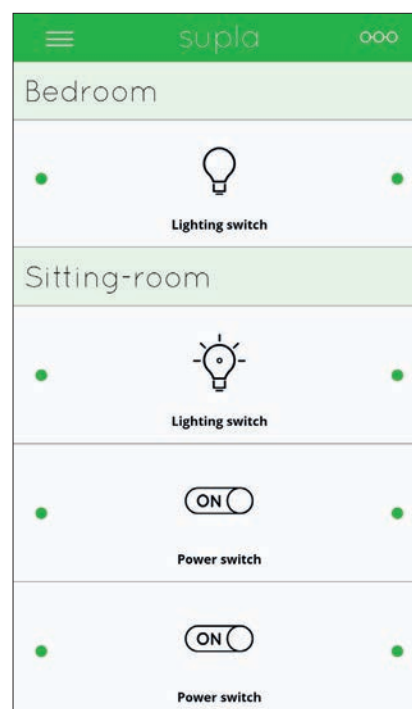 supla
Bedroom
Lighting switch
Sitting-room
Lighting switch
ON
Power switch
ON
Power switch